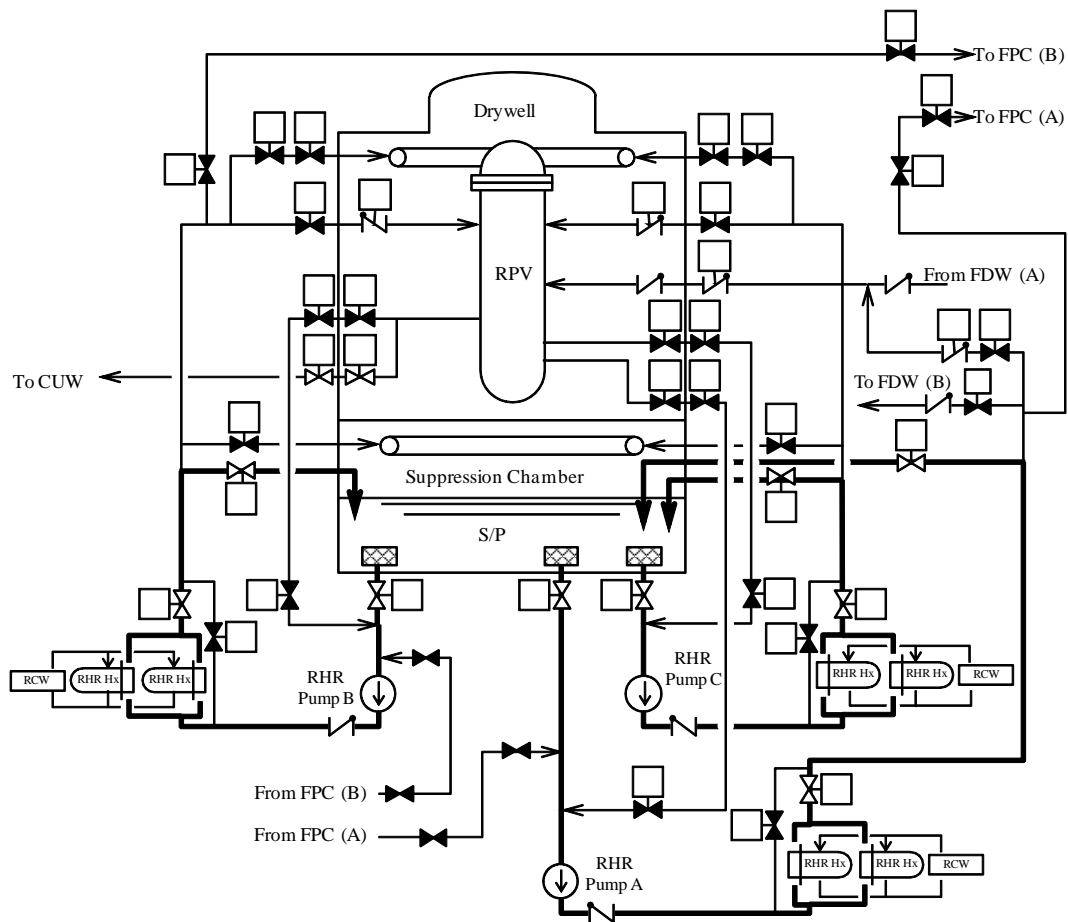 To FPC (B)
Drywell
To FPC (A)
RPV
From FDW (A)
To CUW
To FDW (B)
Suppression Chamber
S/P
RHR
Pump B
RHR
Pump C
RCW
RHR Hx
RHR Hx
RHR Hx
RHR Hx
RCW
From FPC (B)
From FPC (A)
RHR
Pump A
RHR Hx
RHR Hx
RCW